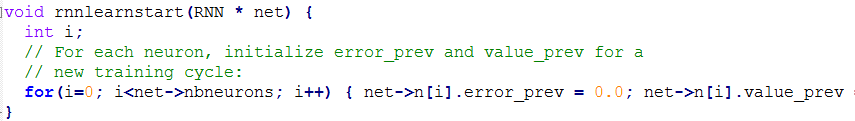 void rnnlearnstart(RNN * net) {
int i;
// For each neuron, initialize error_prev and value_prev for a
// new training cycle:
for(i=0; i<net->nbneurons; i++) { net->n[i].error_prev = 0.0; net->n[i].value_prev =
}